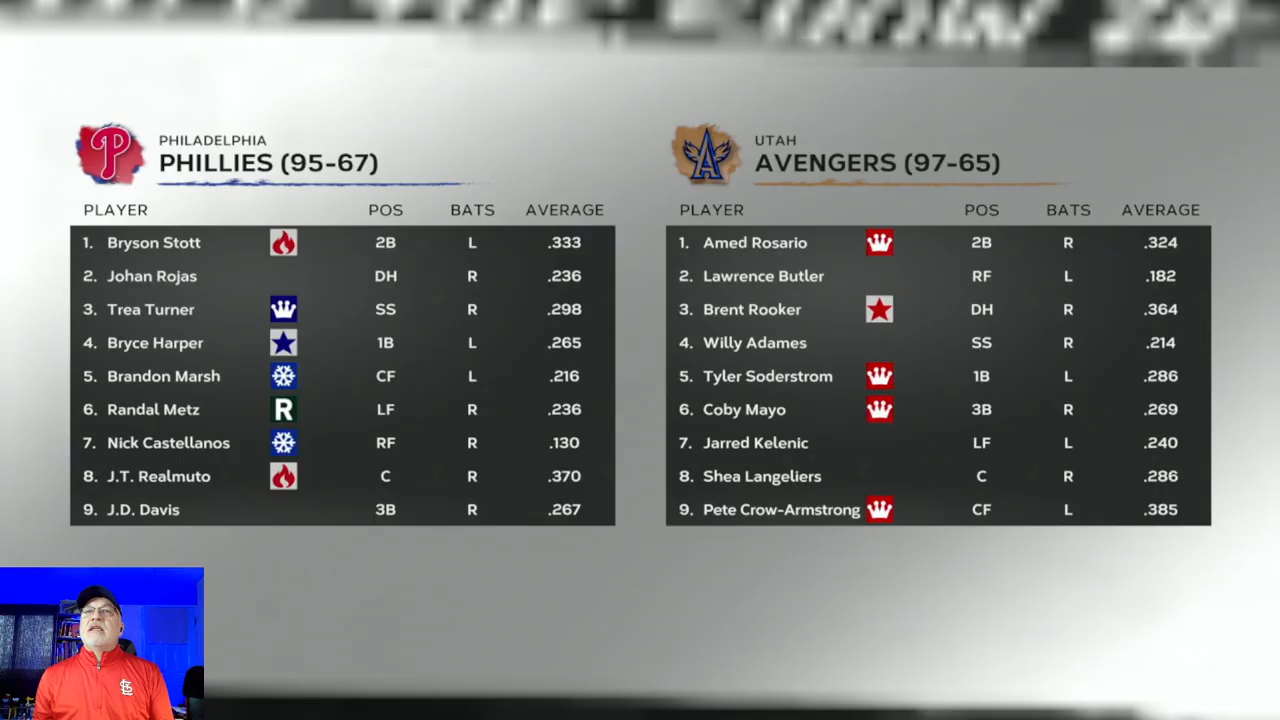 PHILADELPHIA
PHILLIES (95-67)
PLAYER POS BATS AVERAGE
1. Bryson Stott 2B L .333
2. Johan Rojas DH R .236
3. Trea Turner SS R .298
4. Bryce Harper 1B L .265
5. Brandon Marsh CF L .216
6. Randal Metz R LF R .236
7. Nick Castellanos RF R .130
8. J.T. Realmuto C R .370
9. J.D. Davis 3B R .267
UTAH
AVENGERS (97-65)
PLAYER POS BATS AVERAGE
1. Amed Rosario 2B R .324
2. Lawrence Butler RF L .182
3. Brent Rooker DH R .364
4. Willy Adames SS R .214
5. Tyler Soderstrom 1B L .286
6. Coby Mayo 3B R .269
7. Jarred Kelenic LF L .240
8. Shea Langeliers C R .286
9. Pete Crow-Armstrong CF L .385